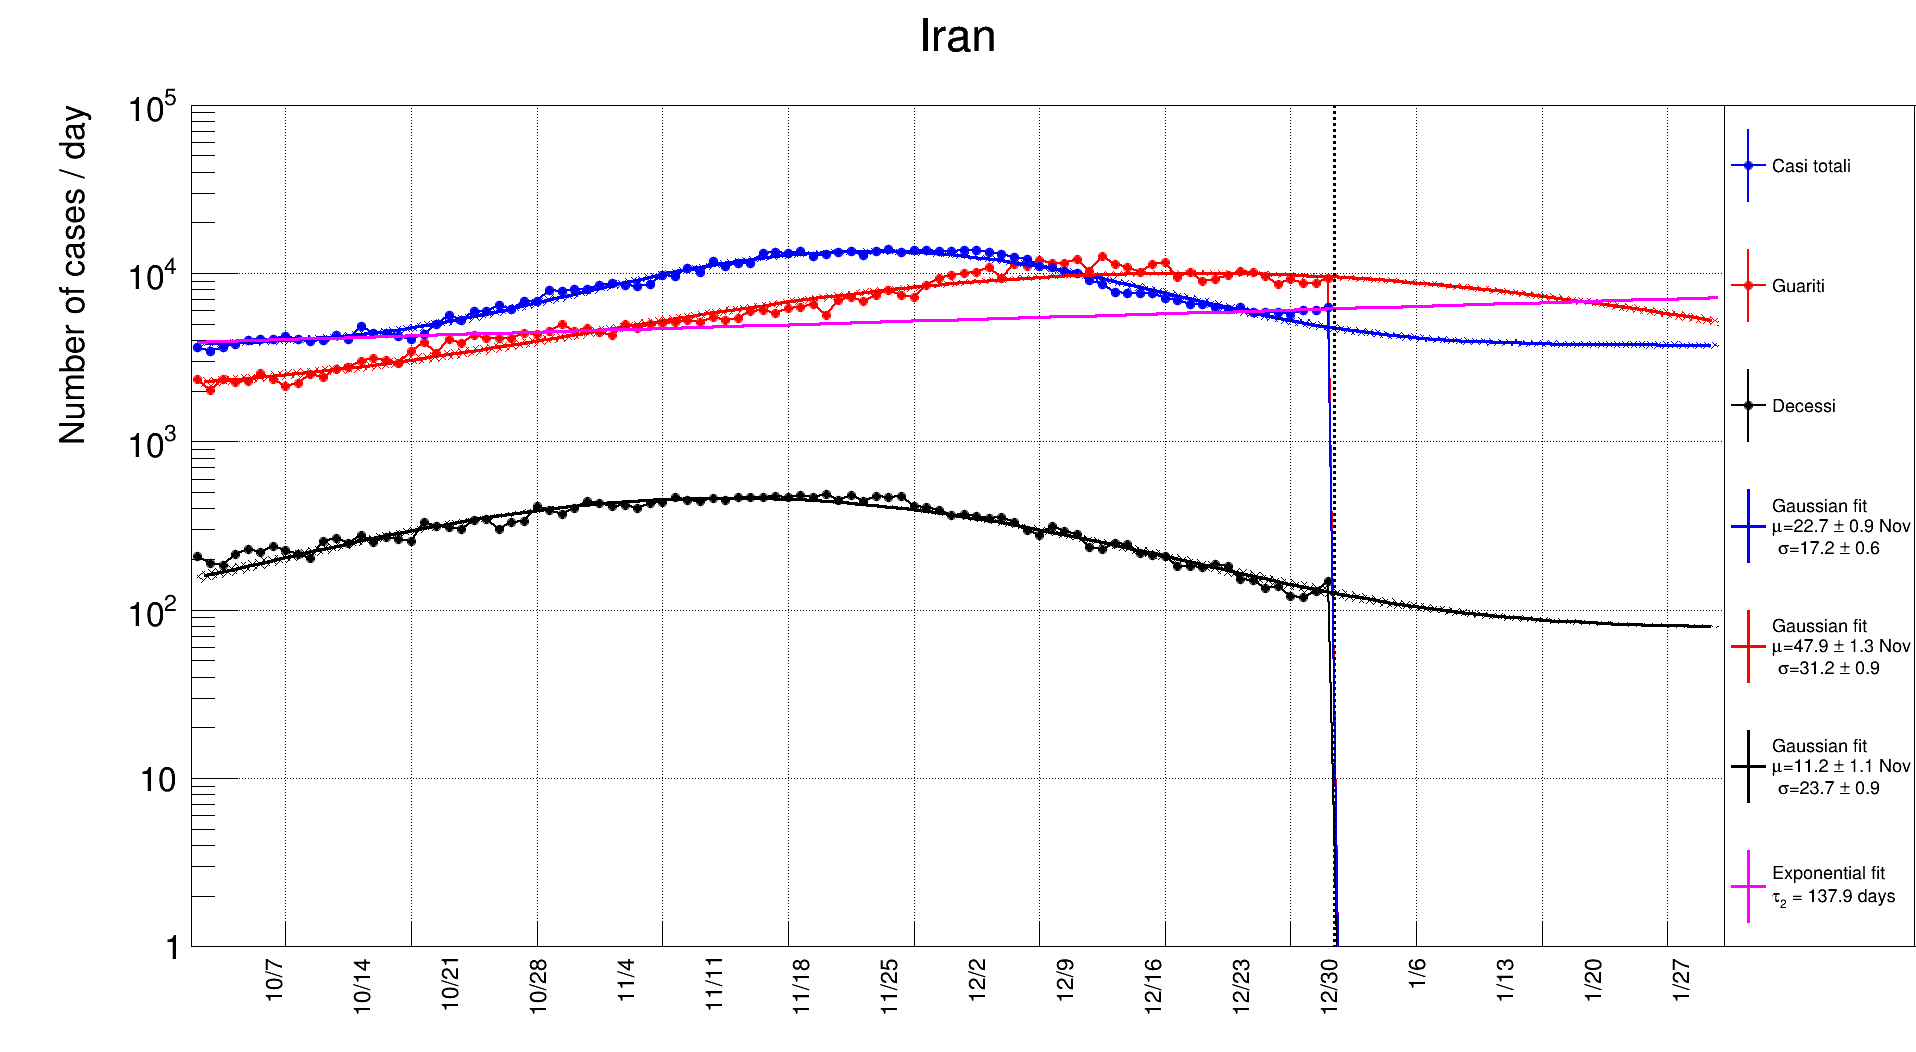 Iran
Number of cases / day
10^5
10^4
10^3
10^2
10
1
10/7
10/14
10/21
10/28
11/4
11/11
11/18
11/25
12/2
12/9
12/16
12/23
12/30
1/6
1/13
1/20
1/27
Casi totali
Guariti
Decessi
Gaussian fit
μ=22.7 ± 0.9 Nov
σ=17.2 ± 0.6
Gaussian fit
μ=47.9 ± 1.3 Nov
σ=31.2 ± 0.9
Gaussian fit
μ=11.2 ± 1.1 Nov
σ=23.7 ± 0.9
Exponential fit
τ₂ = 137.9 days